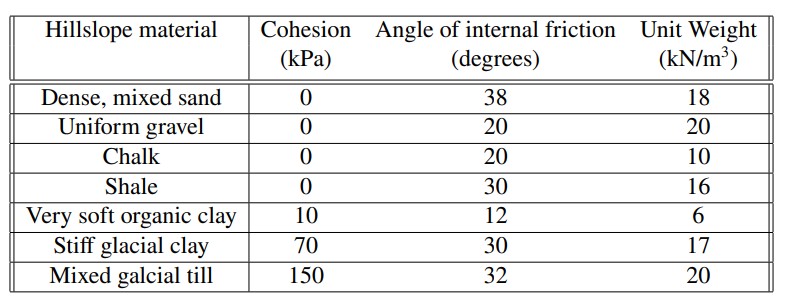 Hillslope material Cohesion Angle of internal friction Unit Weight
(kPa) (degrees) (kN/m³)
Dense, mixed sand 0 38 18
Uniform gravel 0 20 20
Chalk 0 20 10
Shale 0 30 16
Very soft organic clay 10 12 6
Stiff glacial clay 70 30 17
Mixed galcial till 150 32 20